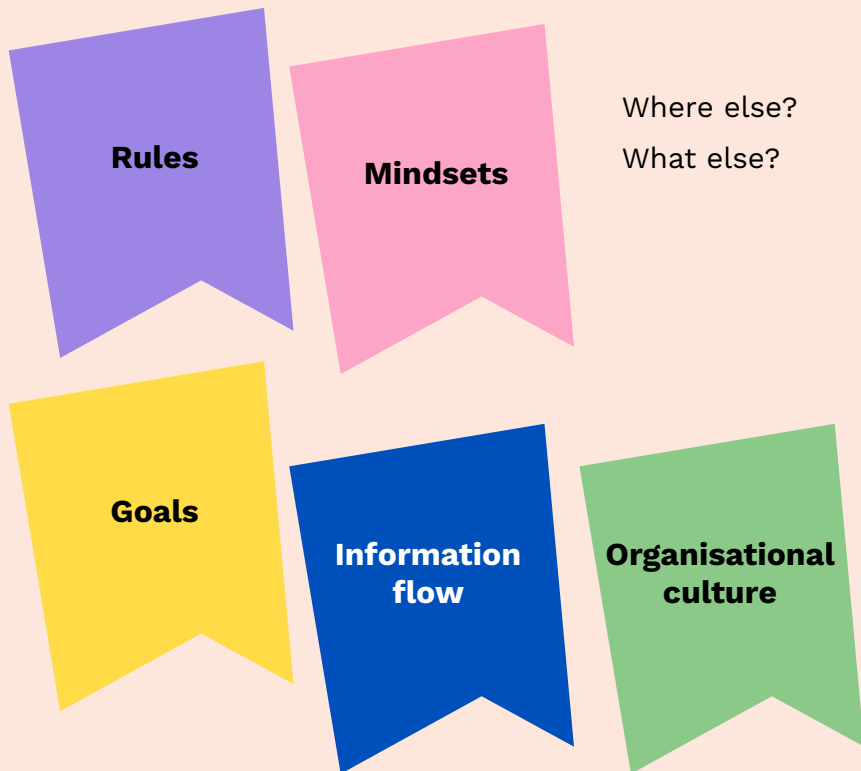 Rules
Mindsets
Where else?
What else?
Goals
Information
flow
Organisational
culture